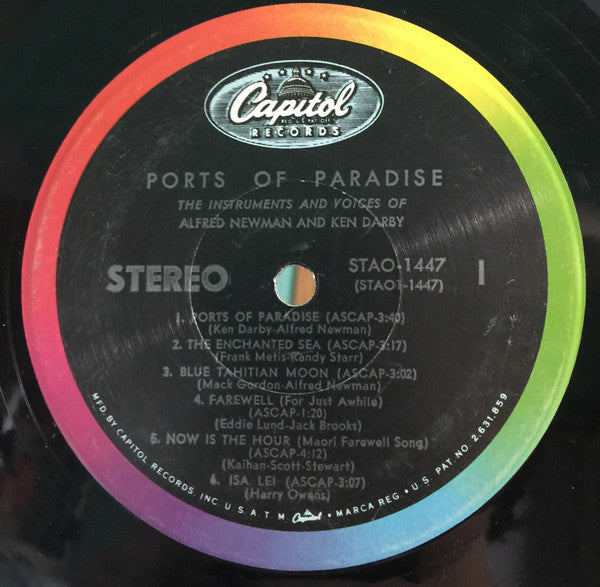 Capitol
REG. U.S. PAT. OFF.
RECORDS
PORTS OF PARADISE
THE INSTRUMENTS AND VOICES OF
ALFRED NEWMAN AND KEN DARBY
STEREO
STAO-1447
(STAO1-1447)
1
1. PORTS OF PARADISE (ASCAP-3:40)
(Ken Darby-Alfred Newman)
2. THE ENCHANTED SEA (ASCAP-3:17)
(Frank Metis-Randy Starr)
3. BLUE TAHITIAN MOON (ASCAP-3:02)
(Mack Gordon-Alfred Newman)
4. FAREWELL (For Just Awhile)
(ASCAP-1:20)
(Eddie Lund-Jack Brooks)
5. NOW IS THE HOUR (Maori Farewell Song)
(ASCAP-4:12)
(Kaihan-Scott-Stewart)
6. ISA LEI (ASCAP-3:07)
(Harry Owens)
MFD. BY CAPITOL RECORDS, INC. U.S.A. T.M. Capitol • MARCA REG. • U.S. PAT. NO. 2,631,859